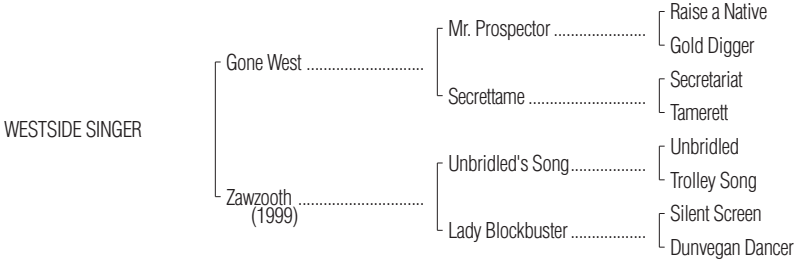 Raise a Native
Mr. Prospector ......................
Gold Digger
Gone West ............................
Secretariat
Secrettame ............................
Tamerett
WESTSIDE SINGER
Unbridled
Unbridled's Song..................
Trolley Song
Zawzooth ..............................
(1999)
Silent Screen
Lady Blockbuster ..................
Dunvegan Dancer